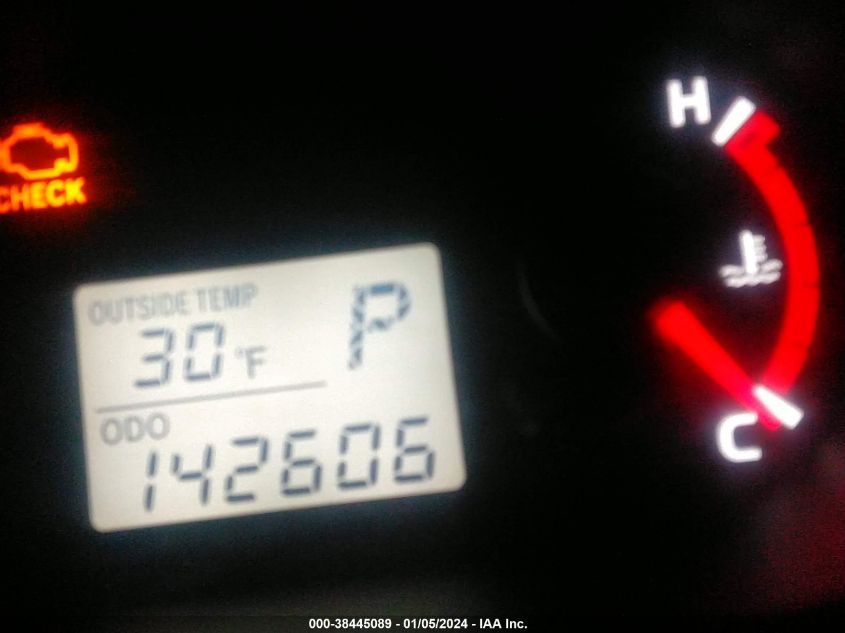 H
CHECK
OUTSIDE TEMP
P
30°F
ODO
142606
C
000-38445089 - 01/05/2024 - IAA Inc.